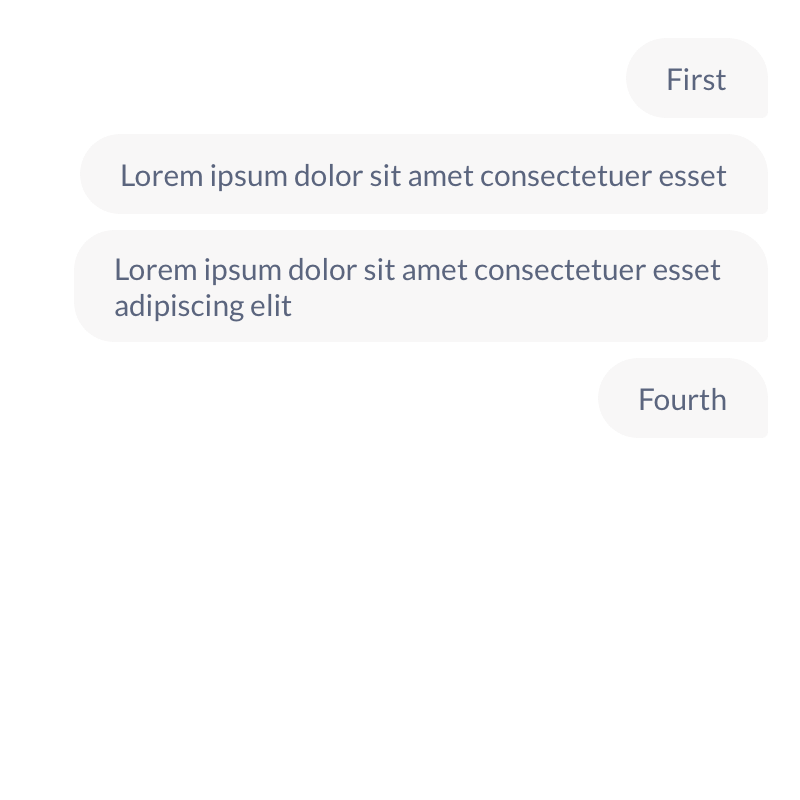 First
Lorem ipsum dolor sit amet consectetuer esset
Lorem ipsum dolor sit amet consectetuer esset
adipiscing elit
Fourth